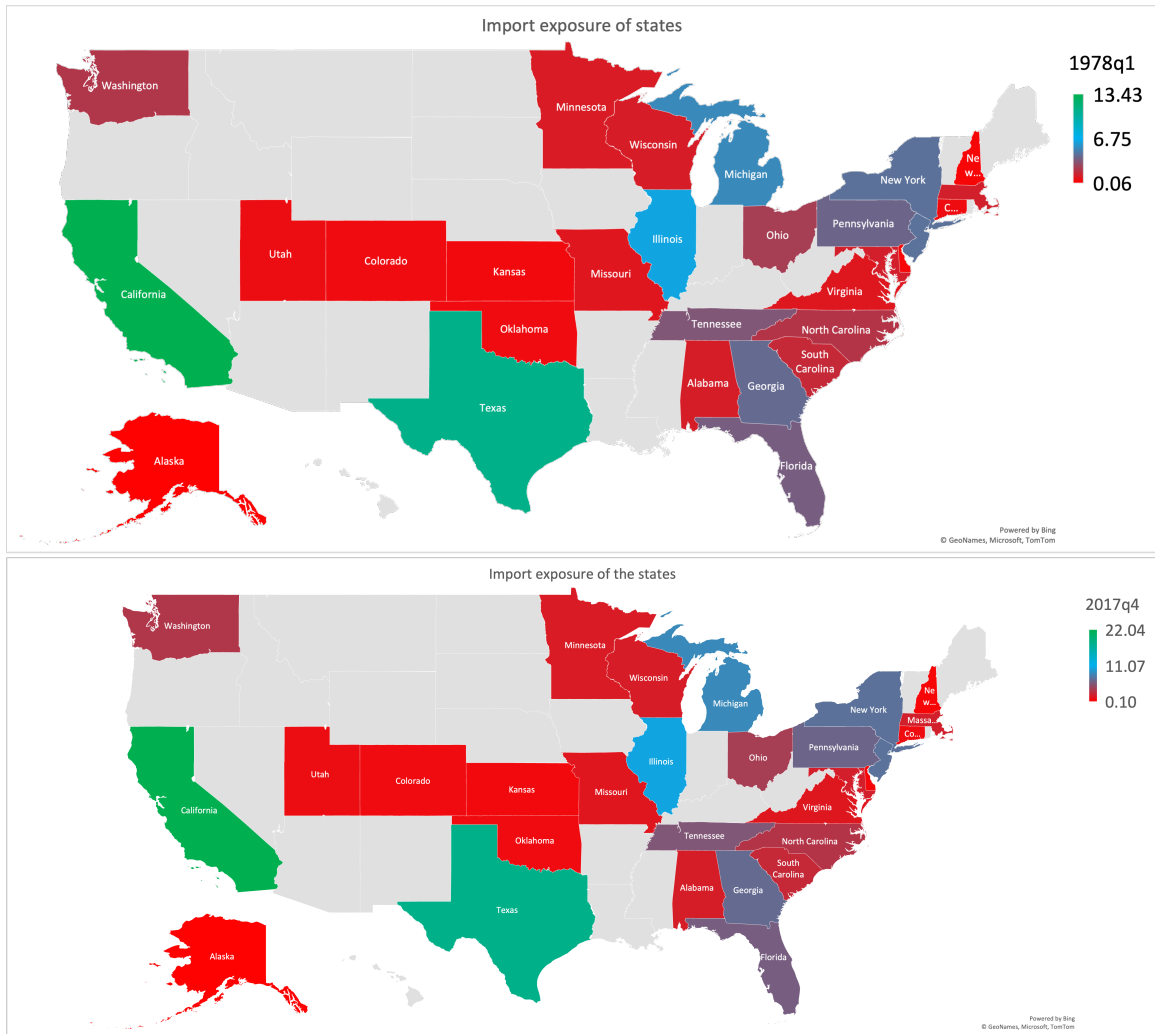 Import exposure of states
1978q1
13.43
6.75
0.06
Washington
Minnesota
Wisconsin
Michigan
New York
Ne
w...
C...
Pennsylvania
Ohio
Illinois
Utah
Colorado
Kansas
Missouri
Virginia
California
Oklahoma
Tennessee
North Carolina
South
Carolina
Alabama
Georgia
Texas
Alaska
Florida
Powered by Bing
© GeoNames, Microsoft, TomTom
Import exposure of the states
2017q4
22.04
11.07
0.10
Washington
Minnesota
Wisconsin
Michigan
New York
Ne
w...
Massa...
Co...
Pennsylvania
Ohio
Illinois
Utah
Colorado
Kansas
Missouri
Virginia
California
Oklahoma
Tennessee
North Carolina
South
Carolina
Alabama
Georgia
Texas
Alaska
Florida
Powered by Bing
© GeoNames, Microsoft, TomTom